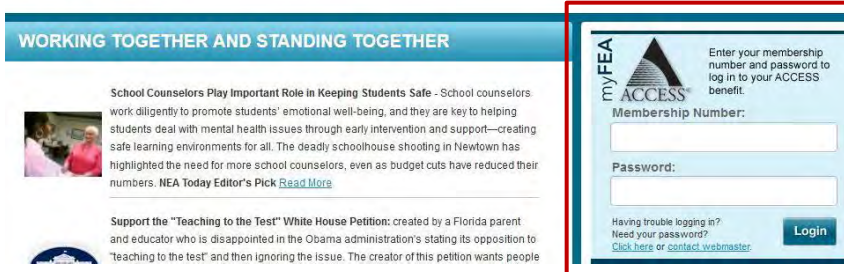 WORKING TOGETHER AND STANDING TOGETHER
School Counselors Play Important Role in Keeping Students Safe - School counselors
work diligently to promote students' emotional well-being, and they are key to helping
students deal with mental health issues through early intervention and support—creating
safe learning environments for all. The deadly schoolhouse shooting in Newtown has
highlighted the need for more school counselors, even as budget cuts have reduced their
numbers. NEA Today Editor's Pick Read More
Support the "Teaching to the Test" White House Petition: created by a Florida parent
and educator who is disappointed in the Obama administration's stating its opposition to
"teaching to the test" and then ignoring the issue. The creator of this petition wants people
myFEA
ACCESS
Enter your membership
number and password to
log in to your ACCESS
benefit.
Membership Number:
Password:
Having trouble logging in?
Need your password?
Click here or contact webmaster.
Login